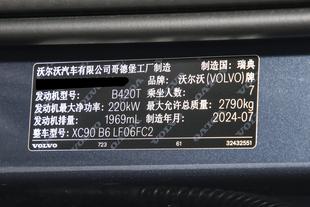 沃尔沃汽车有限公司哥德堡工厂制造 制造国：瑞典
品牌：沃尔沃(VOLVO)牌
发动机型号： B420T 乘坐人数： 7
发动机最大净功率： 220kW 最大允许总质量： 2790kg
发动机排量： 1969mL 制造年月： 2024-07
整车型号： XC90 B6 LF06FC2
VOLVO 723 61 32432551